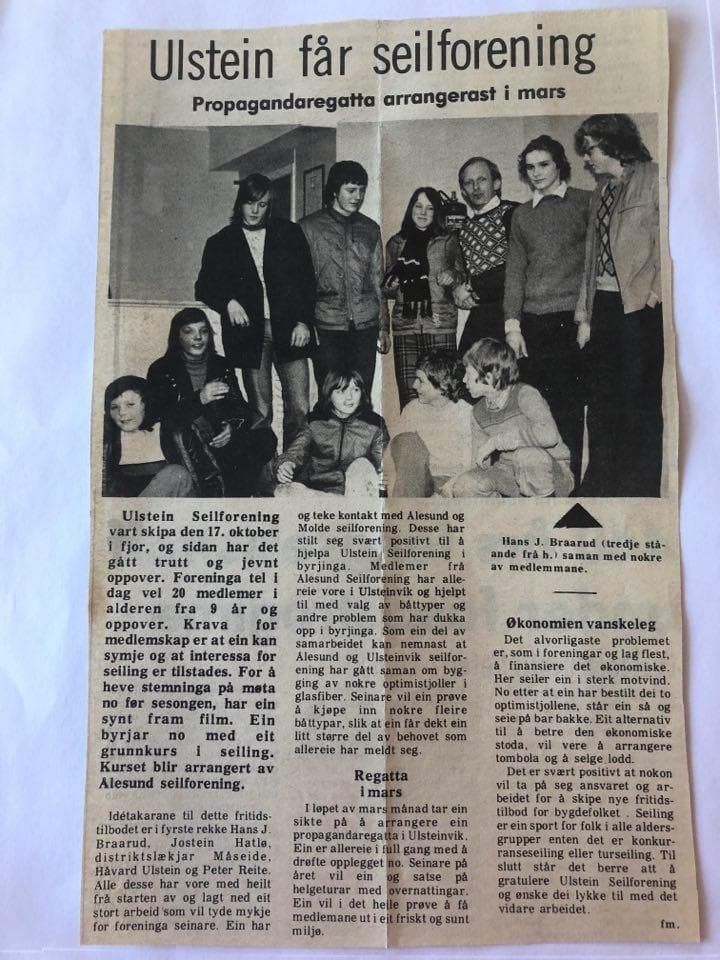 Ulstein får seilforening
Propagandaregatta arrangerast i mars
Ulstein Seilforening
vart skipa den 17. oktober
i fjor, og sidan har det
gått trutt og jevnt
oppover. Foreninga tel i
dag vel 20 medlemer i
alderen fra 9 år og
oppover. Krava for
medlemskap er at ein kan
symje og at interessa for
seiling er tilstades. For å
heve stemninga på møta
no før sesongen, har ein
synt fram film. Ein
byrjar no med eit
grunnkurs i seiling.
Kurset blir arrangert av
Alesund seilforening.
Idétakarane til dette fritids-
tilbodet er i fyrste rekke Hans J.
Braarud, Jostein Hatlø,
distriktslækjar Måseide,
Håvard Ulstein og Peter Reite.
Alle desse har vore med heilt
frå starten av og lagt ned eit
stort arbeid som vil tyde mykje
for foreninga seinare. Ein har
og teke kontakt med Alesund og
Molde seilforening. Desse har
stilt seg svært positivt til å
hjelpa Ulstein Seilforening i
byrjinga. Medlemer frå
Alesund Seilforening har alle-
reie vore i Ulsteinvik og hjelpt
til med valg av båttyper og
andre problem som har dukka
opp i byrjinga. Som ein del av
samarbeidet kan nemnast at
Alesund og Ulsteinvik seilfor-
ening har gått saman om byg-
ging av nokre optimistjoller i
glasfiber. Seinare vil ein prøve
å kjøpe inn nokre fleire
båttypar, slik at ein får dekt ein
litt større del av behovet som
allereie har meldt seg.
Regatta
i mars
I løpet av mars månad tar ein
sikte på å arrangere ein
propagandaregatta i Ulsteinvik.
Ein er allereie i full gang med å
drøfte opplegget no. Seinare på
året vil ein og satse på
helgeturar med overnattingar.
Ein vil i det heile prøve å få
medlemane ut i eit friskt og sunt
miljø.
Hans J. Braarud (tredje stå-
ande frå h.) saman med nokre
av medlemmane.
Økonomien vanskeleg
Det alvorligaste problemet
er, som i foreningar og lag flest,
å finansiere det økonomiske.
Her seiler ein i sterk motvind.
No etter at ein har bestilt dei to
optimistjollene, står ein så og
seie på bar bakke. Eit alternativ
til å betre den økonomiske
stoda, vil vere å arrangere
tombola og å selge lodd.
Det er svært positivt at nokon
vil ta på seg ansvaret og ar-
beidet for å skipe nye fritids-
tilbod for bygdefolket. Seiling
er ein sport for folk i alle alders-
grupper enten det er konkur-
ranseseiling eller turseiling. Til
slutt står det berre att å
gratulere Ulstein Seilforening
og ønske dei lykke til med det
vidare arbeidet.
fm.